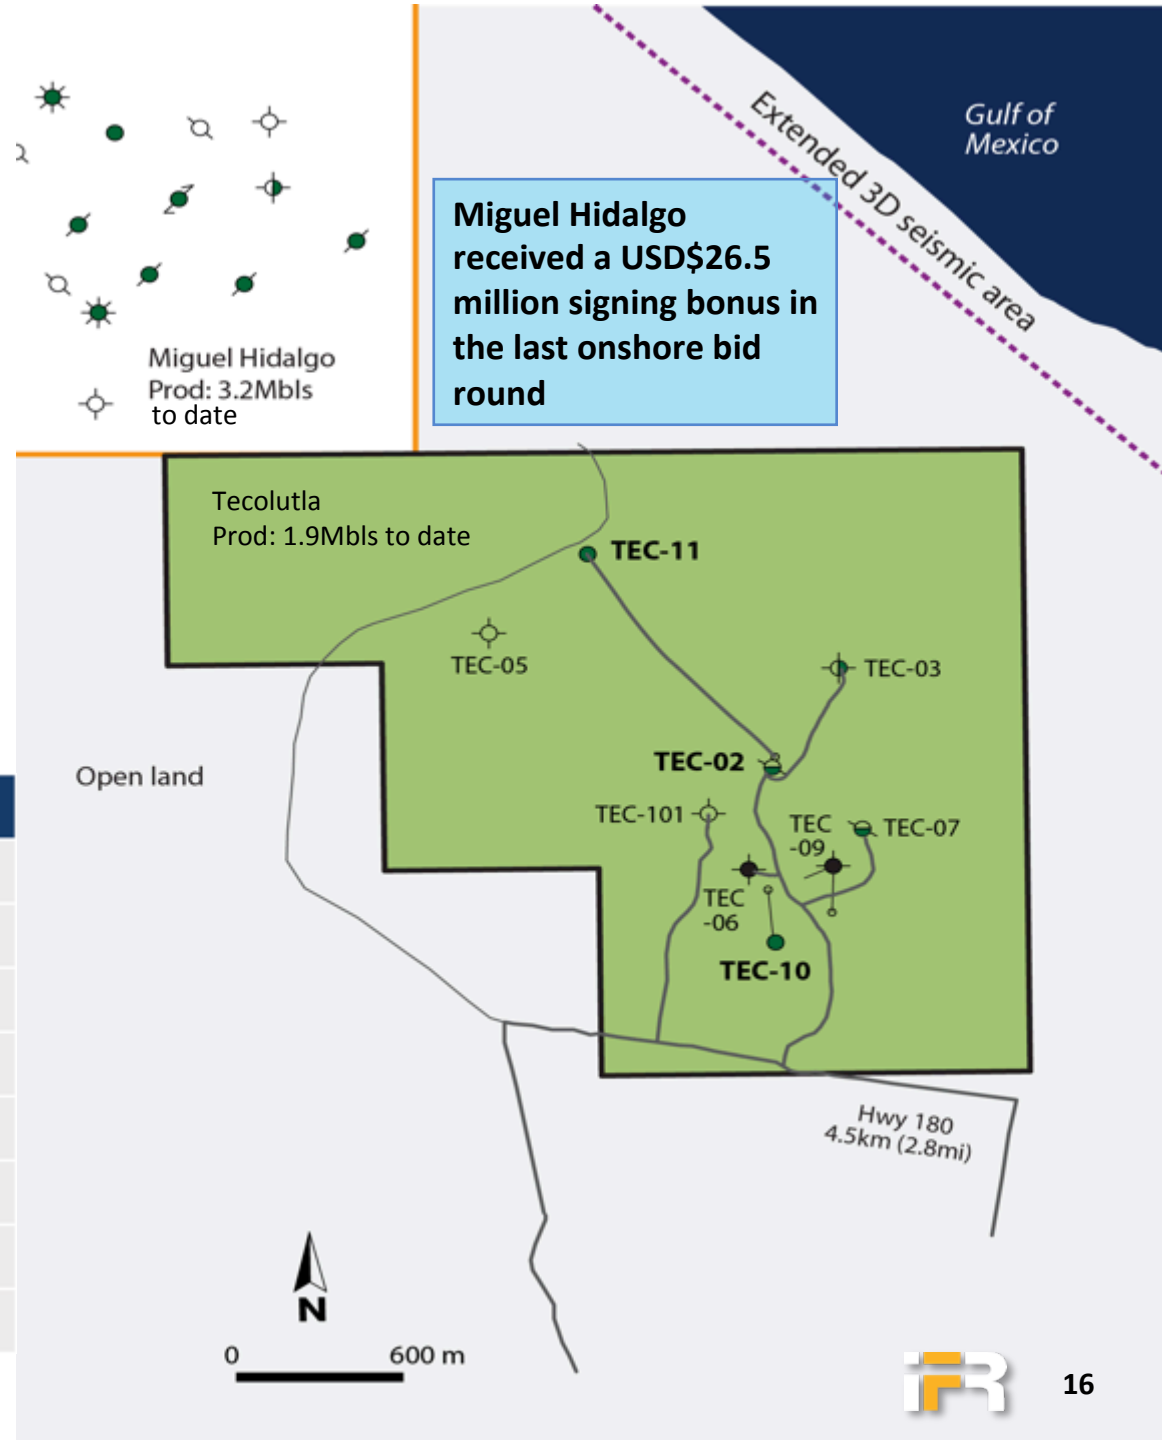 Gulf of
Mexico
Extended 3D seismic area
Miguel Hidalgo
received a USD$26.5
million signing bonus in
the last onshore bid
round
Miguel Hidalgo
Prod: 3.2Mbls
to date
Tecolutla
Prod: 1.9Mbls to date
TEC-11
TEC-05
TEC-03
TEC-02
Open land
TEC-101
TEC
-09
TEC-07
TEC
-06
TEC-10
Hwy 180
4.5km (2.8mi)
N
0 600 m
iFR
16